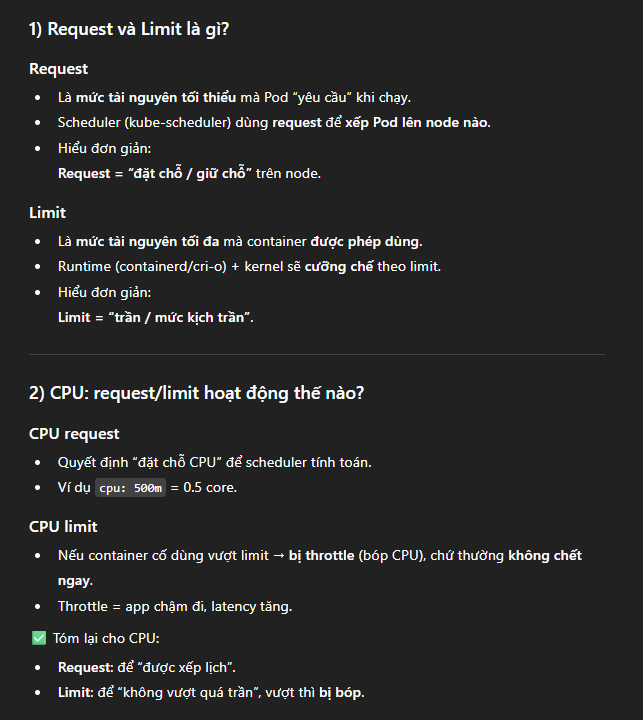 1) Request và Limit là gì?
Request
• Là mức tài nguyên tối thiểu mà Pod “yêu cầu” khi chạy.
• Scheduler (kube-scheduler) dùng request để xếp Pod lên node nào.
• Hiểu đơn giản:
Request = “đặt chỗ / giữ chỗ” trên node.
Limit
• Là mức tài nguyên tối đa mà container được phép dùng.
• Runtime (containerd/cri-o) + kernel sẽ cưỡng chế theo limit.
• Hiểu đơn giản:
Limit = “trần / mức kịch trần”.
2) CPU: request/limit hoạt động thế nào?
CPU request
• Quyết định “đặt chỗ CPU” để scheduler tính toán.
• Ví dụ cpu: 500m = 0.5 core.
CPU limit
• Nếu container cố dùng vượt limit → bị throttle (bóp CPU), chứ thường không chết
ngay.
• Throttle = app chậm đi, latency tăng.
✅ Tóm lại cho CPU:
• Request: để “được xếp lịch”.
• Limit: để “không vượt quá trần”, vượt thì bị bóp.